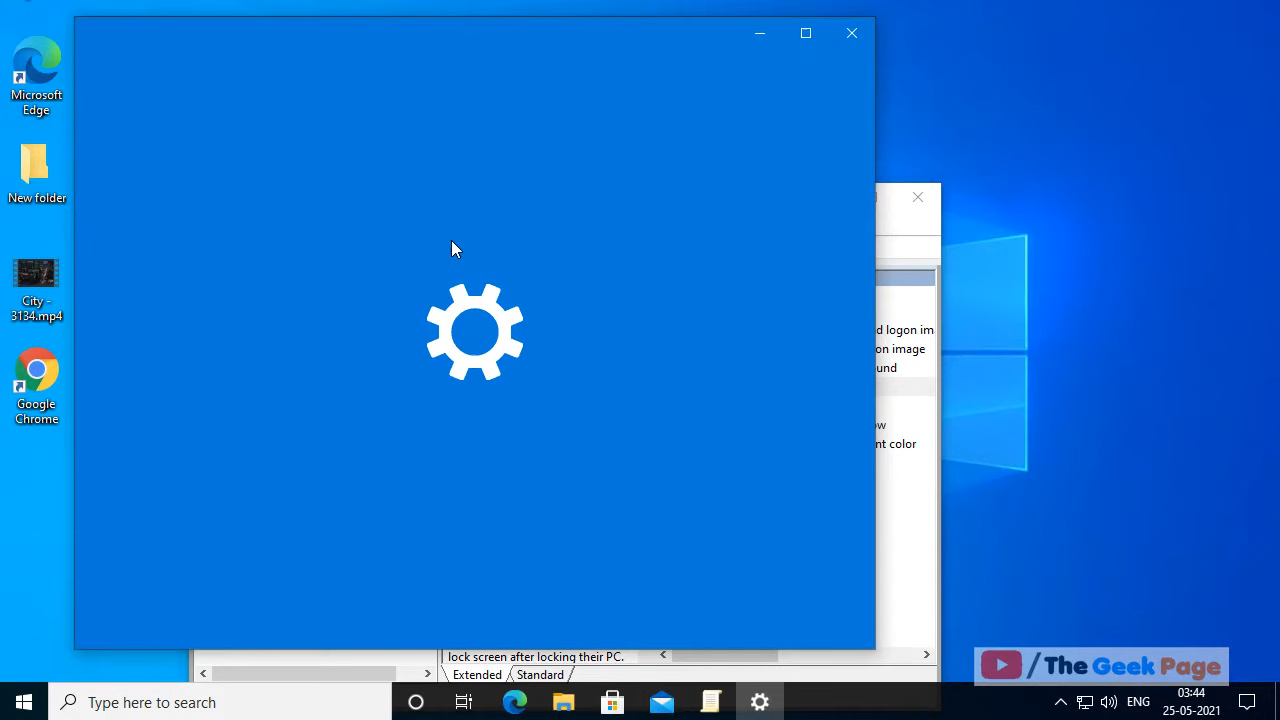 Microsoft
Edge
New folder
City -
3134.mp4
Google
Chrome
d logon im
on image
und
ow
nt color
lock screen after locking their PC.
Extended
Standard
The Geek Page
Type here to search
ENG
03:44
25-05-2021